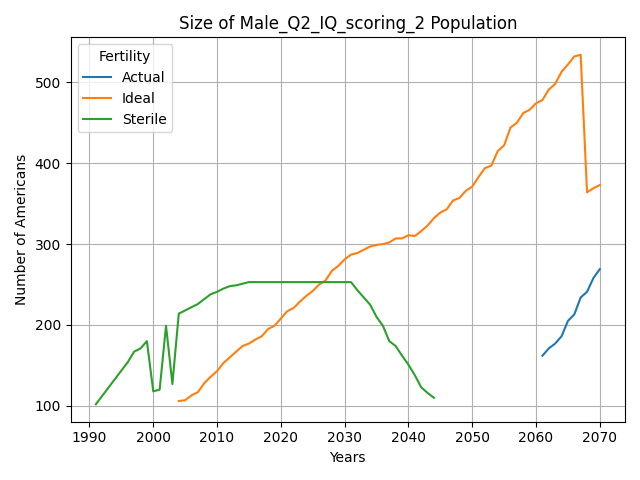 Size of Male_Q2_IQ_scoring_2 Population
Fertility
Actual
Ideal
Sterile
Number of Americans
500
400
300
200
100
1990 2000 2010 2020 2030 2040 2050 2060 2070
Years